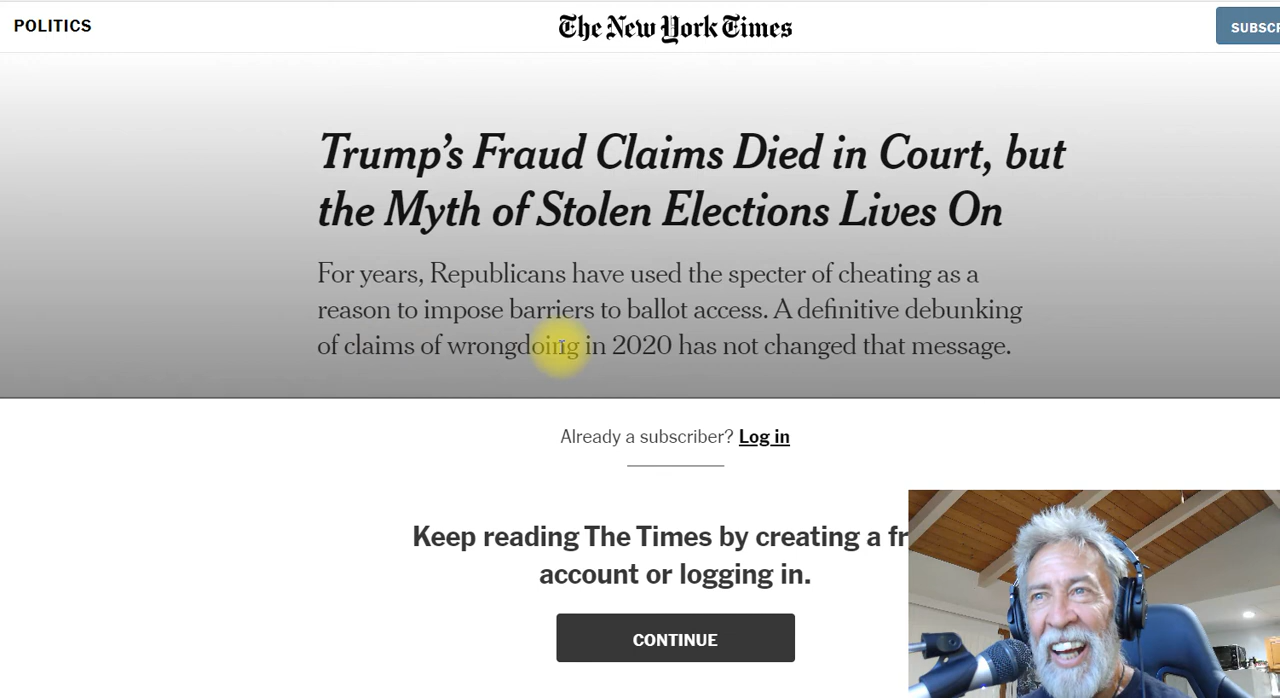 POLITICS
The New York Times
Trump's Fraud Claims Died in Court, but
the Myth of Stolen Elections Lives On
For years, Republicans have used the specter of cheating as a
reason to impose barriers to ballot access. A definitive debunking
of claims of wrongdoing in 2020 has not changed that message.
Already a subscriber? Log in
Keep reading The Times by creating a
account or logging in.
CONTINUE